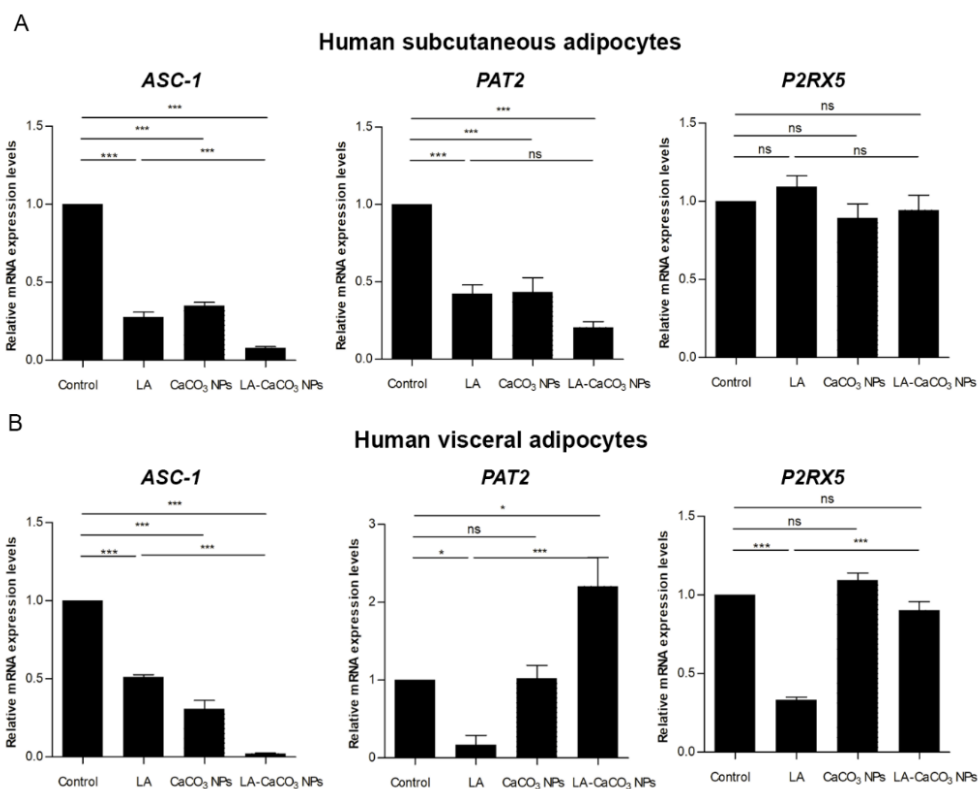 A
Human subcutaneous adipocytes
ASC-1
***
***
***
***
Relative mRNA expression levels
1.5
1.0
0.5
0.0
Control
LA
CaCO₃ NPs
LA-CaCO₃ NPs
PAT2
***
***
***
ns
Relative mRNA expression levels
1.5
1.0
0.5
0.0
Control
LA
CaCO₃ NPs
LA-CaCO₃ NPs
P2RX5
ns
ns
ns
ns
Relative mRNA expression levels
1.5
1.0
0.5
0.0
Control
LA
CaCO₃ NPs
LA-CaCO₃ NPs
B
Human visceral adipocytes
ASC-1
***
***
***
***
Relative mRNA expression levels
1.5
1.0
0.5
0.0
Control
LA
CaCO₃ NPs
LA-CaCO₃ NPs
PAT2
*
ns
*
***
Relative mRNA expression levels
3
2
1
0
Control
LA
CaCO₃ NPs
LA-CaCO₃ NPs
P2RX5
ns
ns
***
***
Relative mRNA expression levels
1.5
1.0
0.5
0.0
Control
LA
CaCO₃ NPs
LA-CaCO₃ NPs